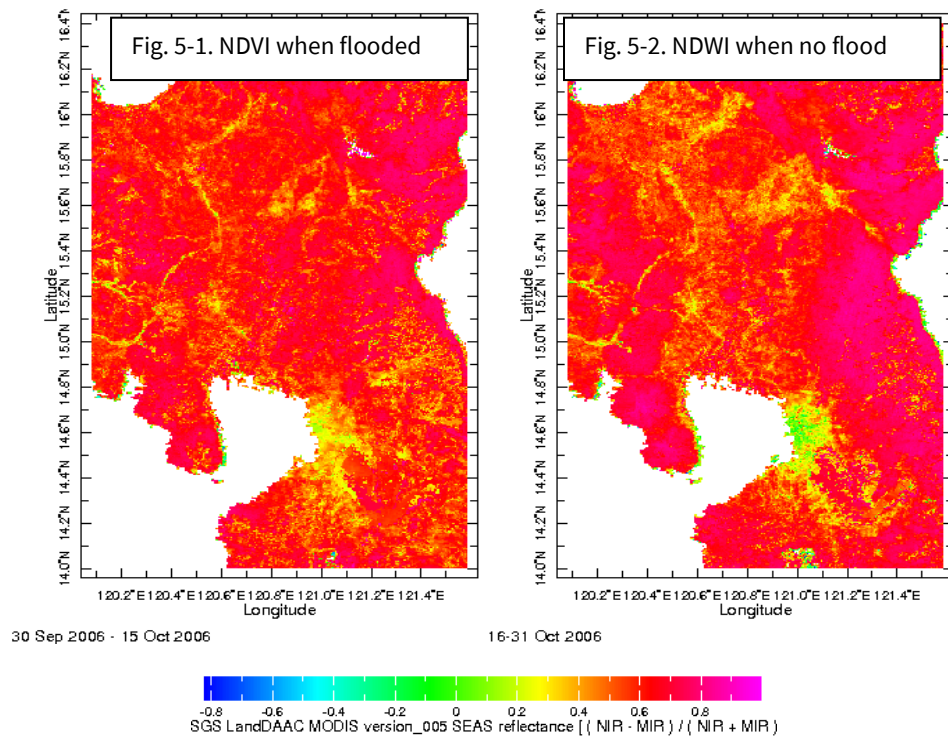 Fig. 5-1. NDVI when flooded
16.4°N
16.2°N
16°N
15.8°N
15.6°N
15.4°N
15.2°N
15.0°N
14.8°N
14.6°N
14.4°N
14.2°N
14.0°N
Latitude
120.2°E 120.4°E 120.6°E 120.8°E 121.0°E 121.2°E 121.4°E
Longitude
30 Sep 2006 - 15 Oct 2006
Fig. 5-2. NDWI when no flood
16.4°N
16.2°N
16°N
15.8°N
15.6°N
15.4°N
15.2°N
15.0°N
14.8°N
14.6°N
14.4°N
14.2°N
14.0°N
Latitude
120.2°E 120.4°E 120.6°E 120.8°E 121.0°E 121.2°E 121.4°E
Longitude
16-31 Oct 2006
-0.8 -0.6 -0.4 -0.2 0 0.2 0.4 0.6 0.8
SGS LandDAAC MODIS version_005 SEAS reflectance [ ( NIR - MIR ) / ( NIR + MIR )